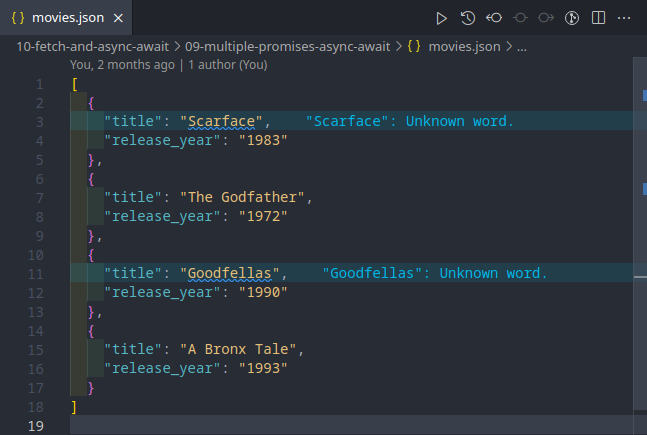 { } movies.json ×
10-fetch-and-async-await > 09-multiple-promises-async-await > { } movies.json > ...
You, 2 months ago | 1 author (You)
1 [
2 {
3 "title": "Scarface", "Scarface": Unknown word.
4 "release_year": "1983"
5 },
6 {
7 "title": "The Godfather",
8 "release_year": "1972"
9 },
10 {
11 "title": "Goodfellas", "Goodfellas": Unknown word.
12 "release_year": "1990"
13 },
14 {
15 "title": "A Bronx Tale",
16 "release_year": "1993"
17 }
18 ]
19